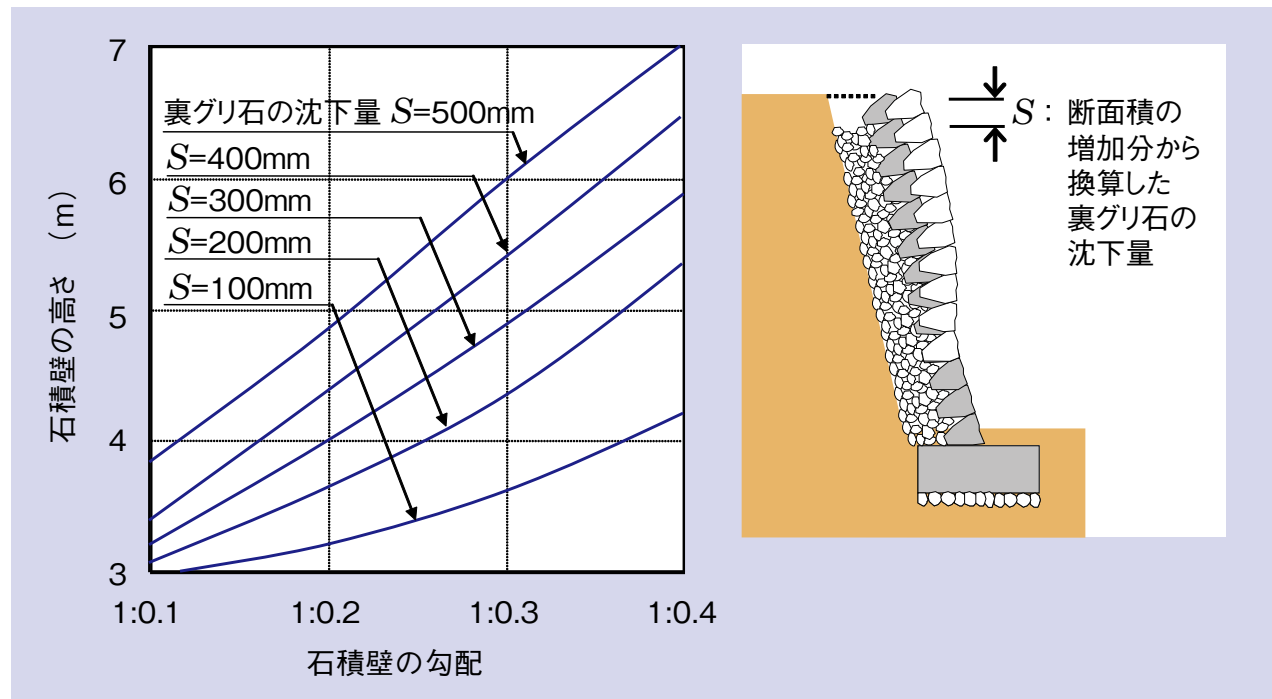 7
6
5
4
3
石積壁の高さ (m)
裏グリ石の沈下量 S=500mm
S=400mm
S=300mm
S=200mm
S=100mm
1:0.1
1:0.2
1:0.3
1:0.4
石積壁の勾配
S : 断面積の
増加分から
換算した
裏グリ石の
沈下量